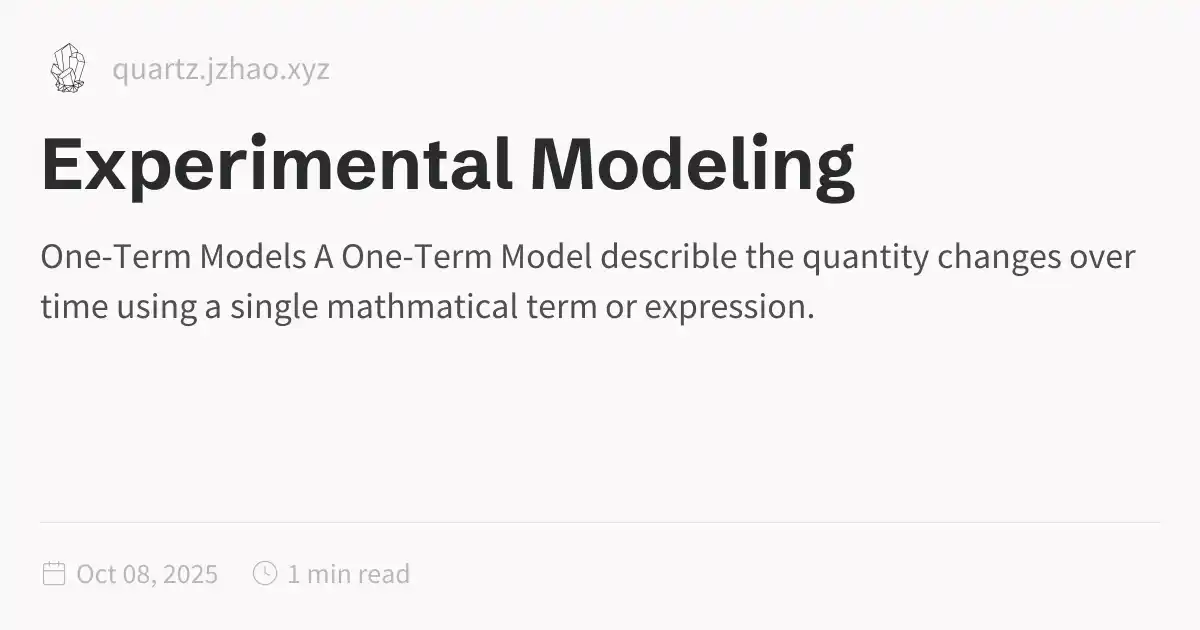 quartz.jzhao.xyz
Experimental Modeling
One-Term Models A One-Term Model describle the quantity changes over
time using a single mathmatical term or expression.
Oct 08, 2025 1 min read